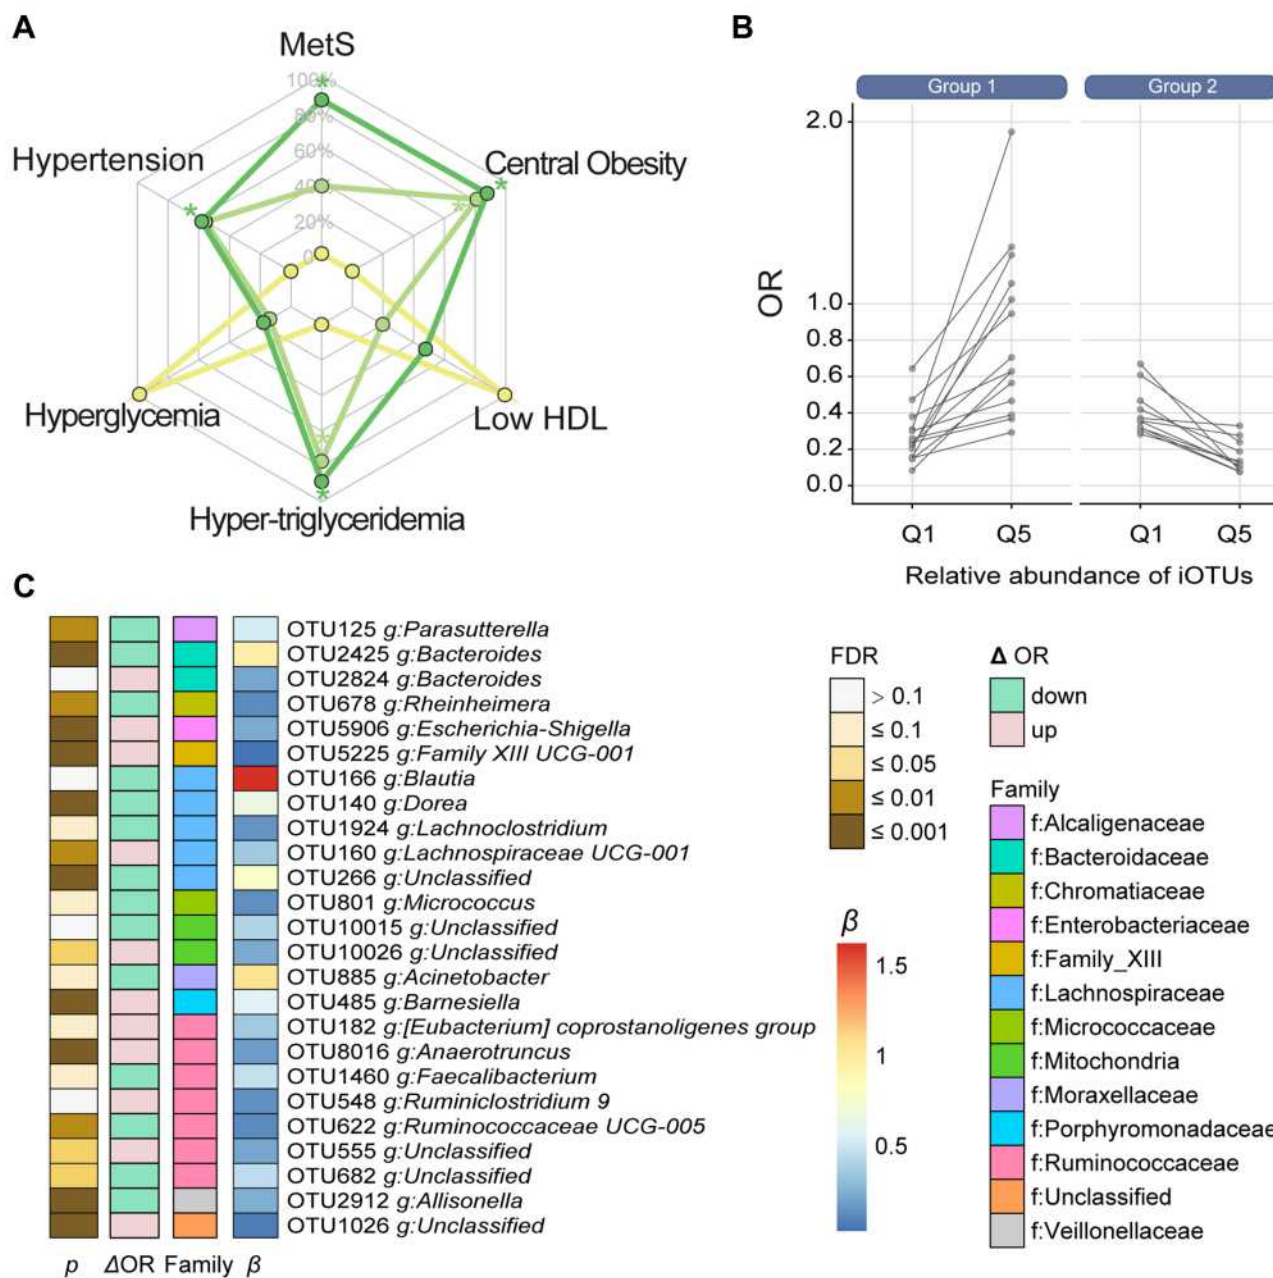 A
MetS
100%
80%
60%
40%
20%
0
Hypertension
Central Obesity
Hyperglycemia
Low HDL
Hyper-triglyceridemia
*
*
*
*
*
*
B
Group 1
Group 2
OR
2.0
1.0
0.8
0.6
0.4
0.2
0.0
Q1
Q5
Q1
Q5
Relative abundance of iOTUs
C
OTU125 g:Parasutterella
OTU2425 g:Bacteroides
OTU2824 g:Bacteroides
OTU678 g:Rheinheimera
OTU5906 g:Escherichia-Shigella
OTU5225 g:Family XIII UCG-001
OTU166 g:Blautia
OTU140 g:Dorea
OTU1924 g:Lachnoclostridium
OTU160 g:Lachnospiraceae UCG-001
OTU266 g:Unclassified
OTU801 g:Micrococcus
OTU10015 g:Unclassified
OTU10026 g:Unclassified
OTU885 g:Acinetobacter
OTU485 g:Barnesiella
OTU182 g:[Eubacterium] coprostanoligenes group
OTU8016 g:Anaerotruncus
OTU1460 g:Faecalibacterium
OTU548 g:Ruminiclostridium 9
OTU622 g:Ruminococcaceae UCG-005
OTU555 g:Unclassified
OTU682 g:Unclassified
OTU2912 g:Allisonella
OTU1026 g:Unclassified
p ΔOR Family β
FDR
> 0.1
≤ 0.1
≤ 0.05
≤ 0.01
≤ 0.001
β
1.5
1
0.5
Δ OR
down
up
Family
f:Alcaligenaceae
f:Bacteroidaceae
f:Chromatiaceae
f:Enterobacteriaceae
f:Family_XIII
f:Lachnospiraceae
f:Micrococcaceae
f:Mitochondria
f:Moraxellaceae
f:Porphyromonadaceae
f:Ruminococcaceae
f:Unclassified
f:Veillonellaceae